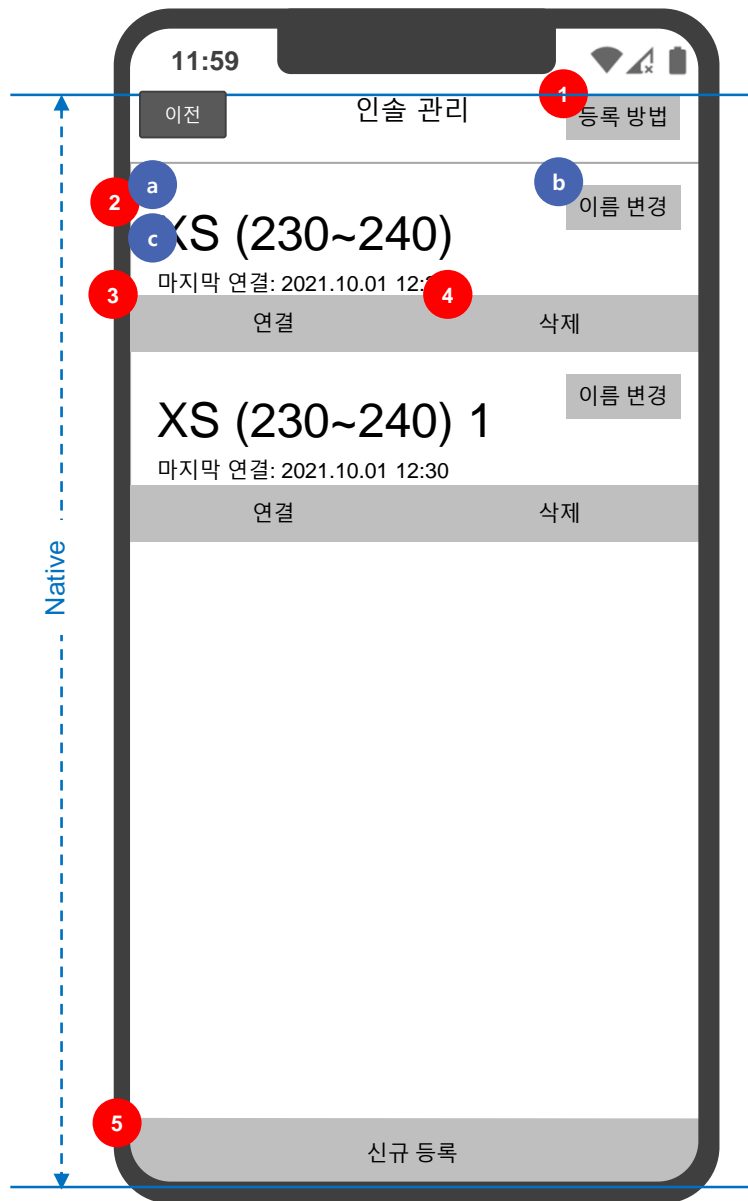 11:59
이전
인솔 관리
1
등록 방법
a
b
2
이름 변경
c
XS (230~240)
마지막 연결: 2021.10.01
3
4
연결
삭제
이름 변경
XS (230~240) 1
마지막 연결: 2021.10.01 12:30
연결
삭제
Native
5
신규 등록